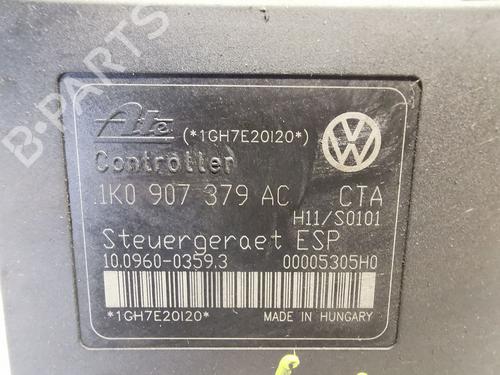 B-PARTS
Ate (*1GH7E20I20*)
Controller
1K0 907 379 AC CTA
H11/S0101
Steuergeraet ESP
10.0960-0359.3 00005305H0
*1GH7E20I20* MADE IN HUNGARY